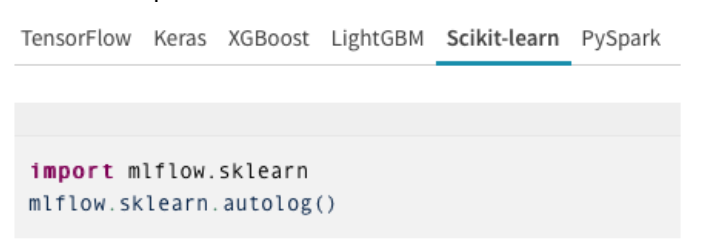 TensorFlow Keras XGBoost LightGBM Scikit-learn PySpark
import mlflow.sklearn
mlflow.sklearn.autolog()